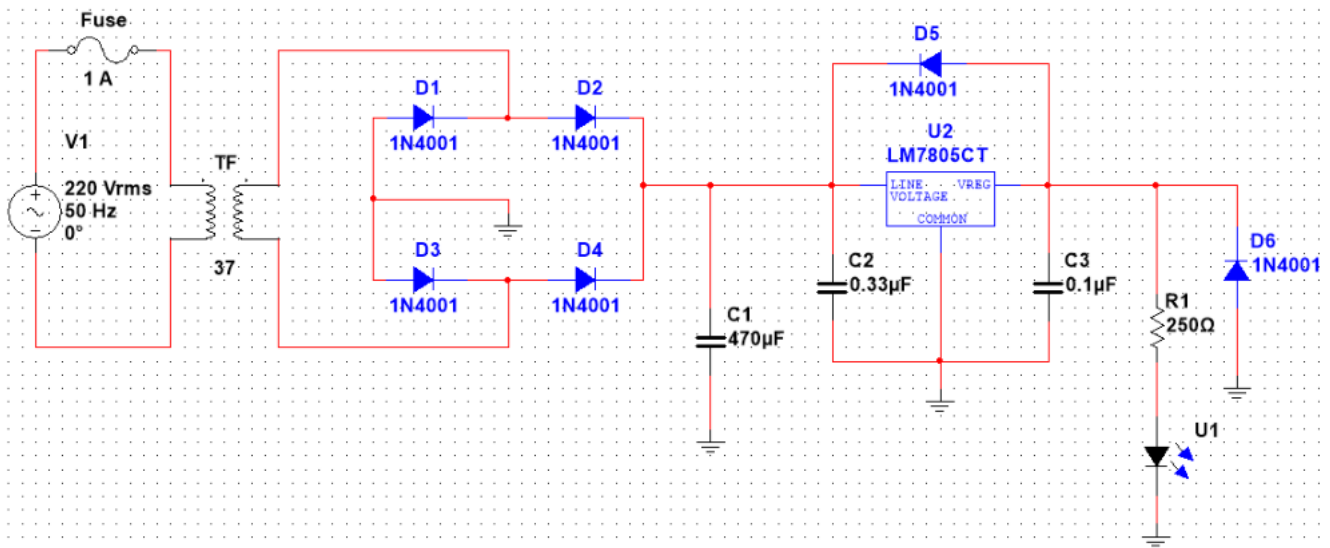 Fuse
1 A
V1
220 Vrms
50 Hz
0°
TF
37
D1
1N4001
D2
1N4001
D3
1N4001
D4
1N4001
C1
470µF
D5
1N4001
U2
LM7805CT
LINE VREG
VOLTAGE
COMMON
C2
0.33µF
C3
0.1µF
R1
250Ω
D6
1N4001
U1